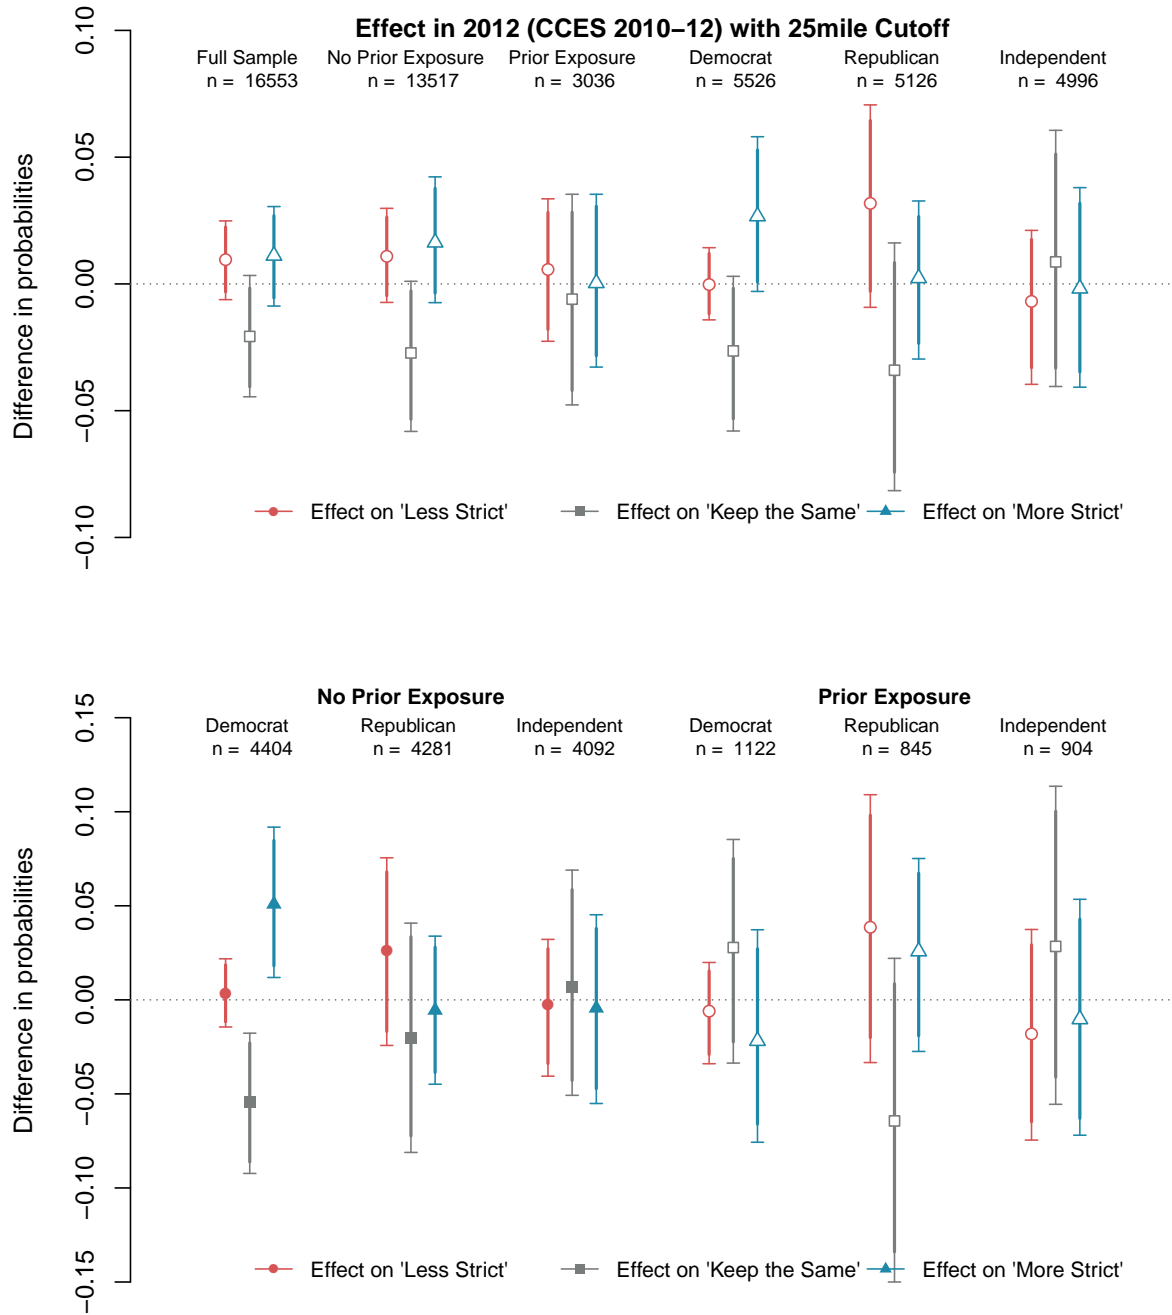 Effect in 2012 (CCES 2010−12) with 25mile Cutoff
Full Sample No Prior Exposure Prior Exposure Democrat Republican Independent
n = 16553 n = 13517 n = 3036 n = 5526 n = 5126 n = 4996
Difference in probabilities
0.10
0.05
0.00
−0.05
−0.10
Effect on 'Less Strict' Effect on 'Keep the Same' Effect on 'More Strict'
No Prior Exposure Prior Exposure
Democrat Republican Independent Democrat Republican Independent
n = 4404 n = 4281 n = 4092 n = 1122 n = 845 n = 904
Difference in probabilities
0.15
0.10
0.05
0.00
−0.05
−0.10
−0.15
Effect on 'Less Strict' Effect on 'Keep the Same' Effect on 'More Strict'